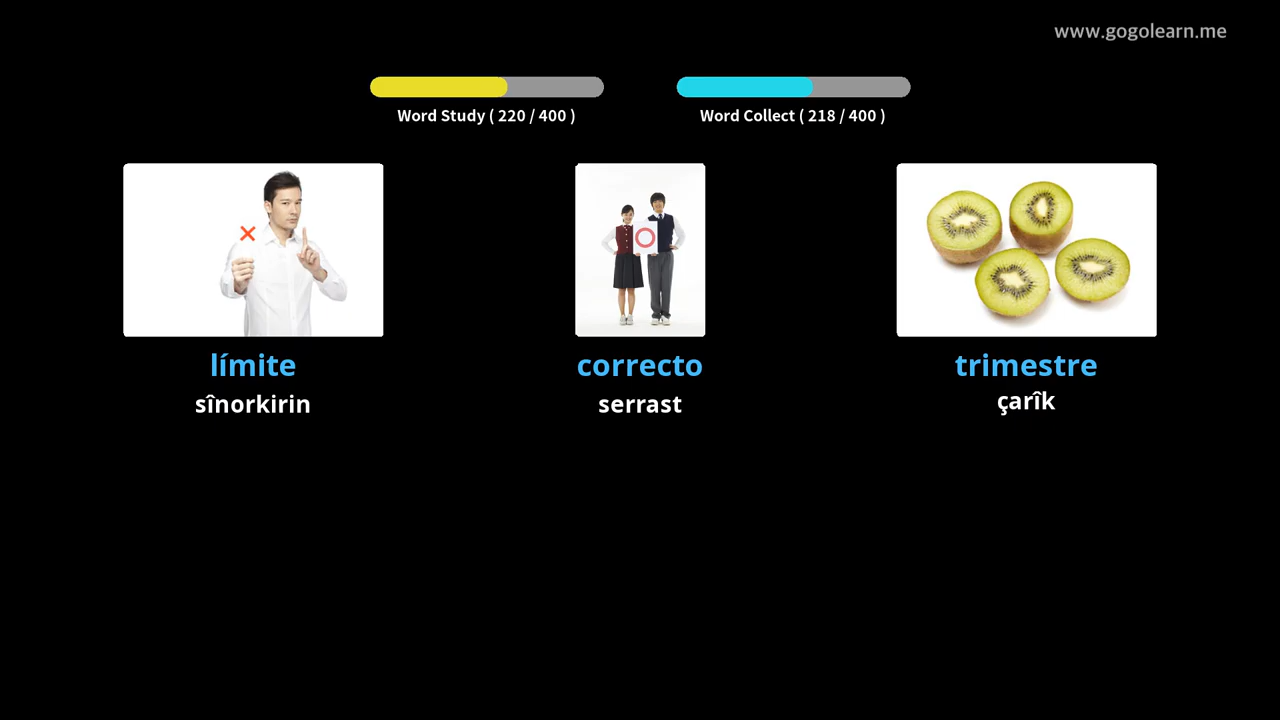 www.gogolearn.me
Word Study ( 220 / 400 )
Word Collect ( 218 / 400 )
límite
sînorkirin
correcto
serrast
trimestre
çarîk